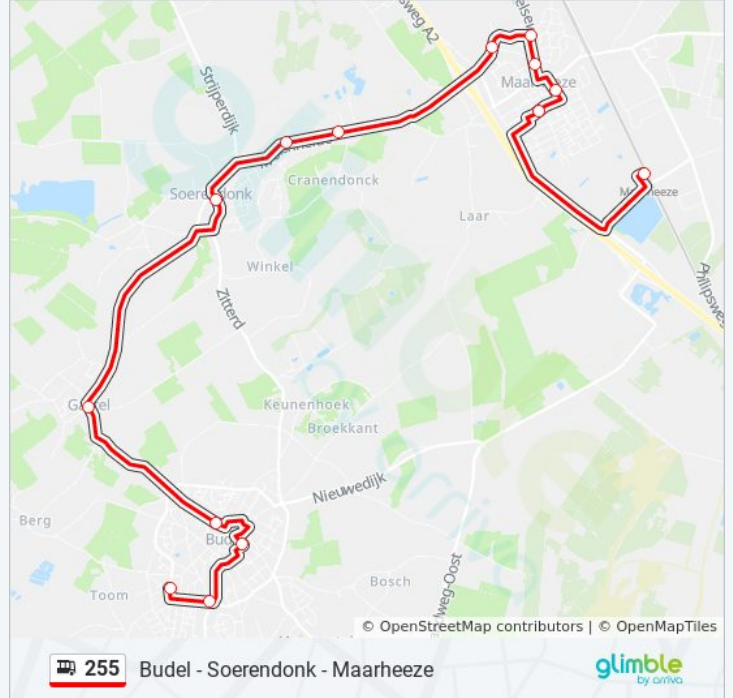 sweg A2
elsew
Maarheeze
Strijperdijk
Cranendonck
Soerendonk
Maarheeze
Laar
Winkel
Philipsweg
Zitterd
Gastel
Keunenhoek
Broekkant
Nieuwedijk
Berg
Budel
Bosch
Toom
weg-Oost
© OpenStreetMap contributors | © OpenMapTiles
255 Budel - Soerendonk - Maarheeze
glimble
by arriva